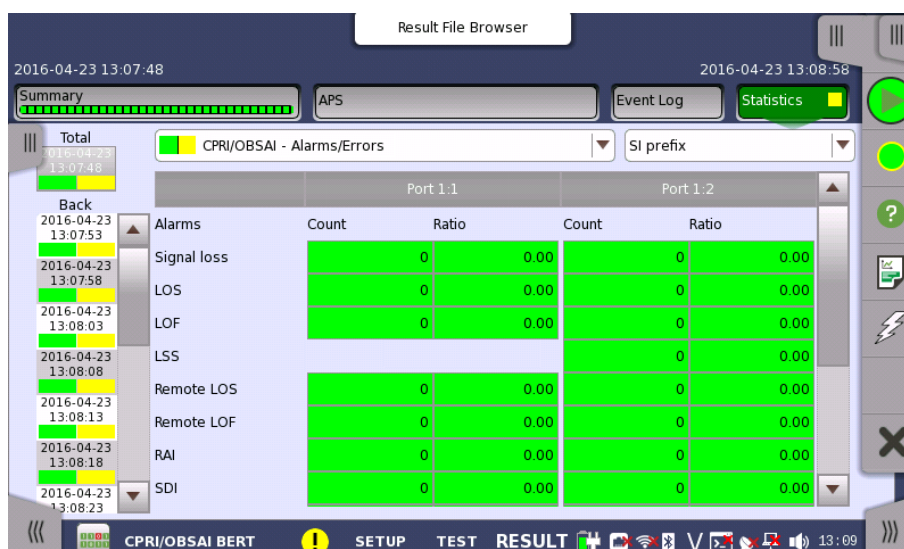 Result File Browser
2016-04-23 13:07:48 2016-04-23 13:08:58
Summary APS Event Log Statistics
Total
2016-04-23
13:07:48
Back
2016-04-23
13:07:53
2016-04-23
13:07:58
2016-04-23
13:08:03
2016-04-23
13:08:08
2016-04-23
13:08:13
2016-04-23
13:08:18
2016-04-23
13:08:23
CPRI/OBSAI - Alarms/Errors SI prefix
Port 1:1 Port 1:2
Alarms Count Ratio Count Ratio
Signal loss 0 0.00 0 0.00
LOS 0 0.00 0 0.00
LOF 0 0.00 0 0.00
LSS 0 0.00
Remote LOS 0 0.00 0 0.00
Remote LOF 0 0.00 0 0.00
RAI 0 0.00 0 0.00
SDI 0 0.00 0 0.00
CPRI/OBSAI BERT SETUP TEST RESULT V 13:09